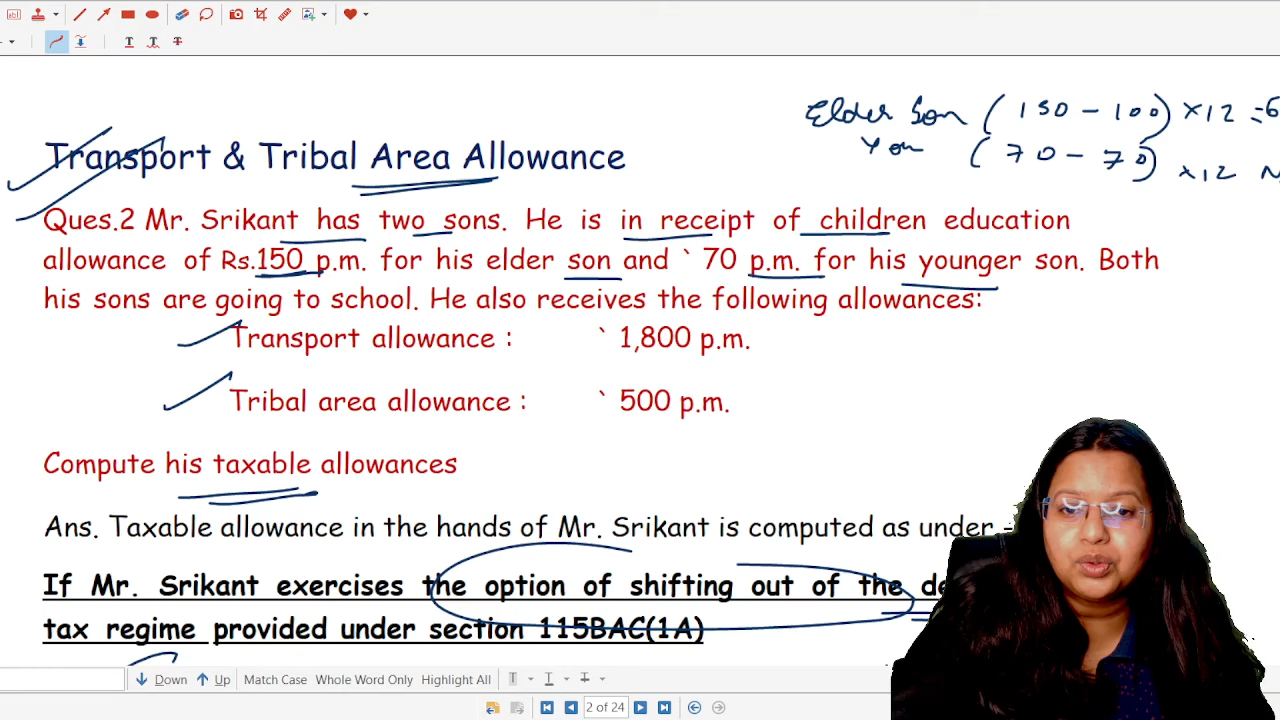 Elder Son (150 - 100) x12 =6
You (70 - 70) x12 N
Transport & Tribal Area Allowance
Ques.2 Mr. Srikant has two sons. He is in receipt of children education
allowance of Rs.150 p.m. for his elder son and ` 70 p.m. for his younger son. Both
his sons are going to school. He also receives the following allowances:
Transport allowance : ` 1,800 p.m.
Tribal area allowance : ` 500 p.m.
Compute his taxable allowances
Ans. Taxable allowance in the hands of Mr. Srikant is computed as under -
If Mr. Srikant exercises the option of shifting out of the de
tax regime provided under section 115BAC(1A)
Down Up Match Case Whole Word Only Highlight All T T T
2 of 24